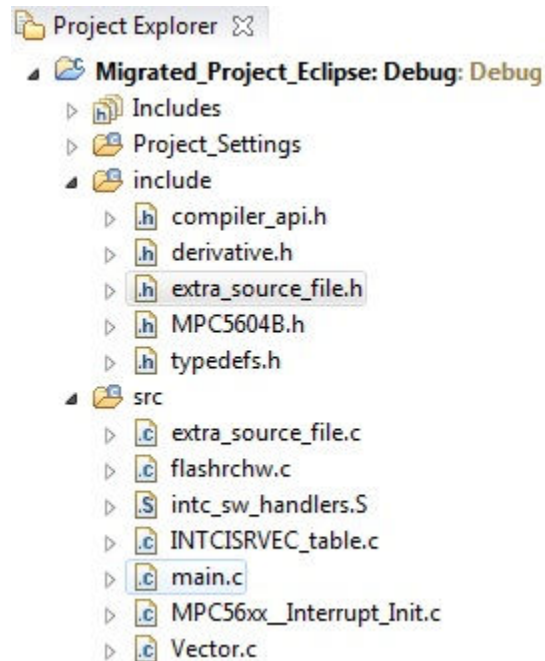 Project Explorer
Migrated_Project_Eclipse: Debug: Debug
Includes
Project_Settings
include
compiler_api.h
derivative.h
extra_source_file.h
MPC5604B.h
typedefs.h
src
extra_source_file.c
flashrchw.c
intc_sw_handlers.S
INTCISRVEC_table.c
main.c
MPC56xx__Interrupt_Init.c
Vector.c